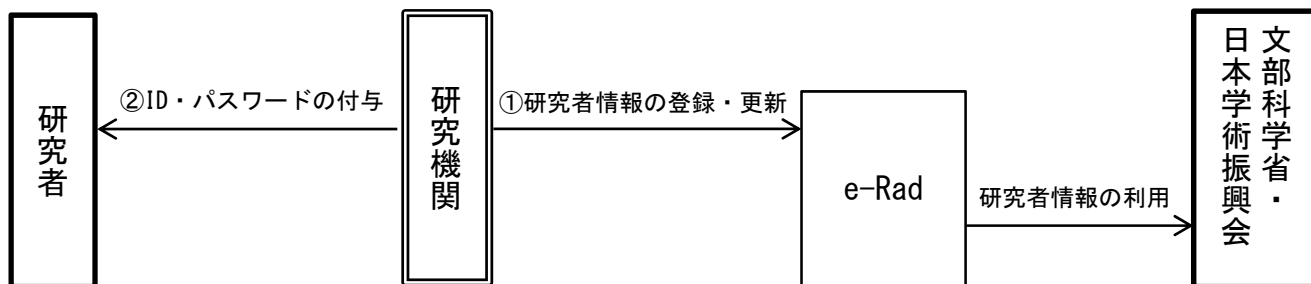 研究者
②ID・パスワードの付与
研究機関
①研究者情報の登録・更新
e-Rad
研究者情報の利用
文部科学省・
日本学術振興会